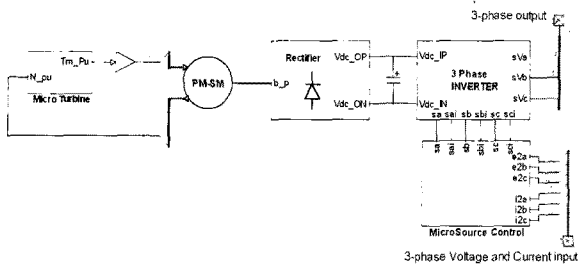 3-phase output
Tm_Pu
N_pu
Micro Turbine
PM-SM
Rectifier
b_p
Vdc_OP
Vdc_ON
Vdc_IP
Vdc_IN
3 Phase
INVERTER
sVa
sVb
sVc
sa sai sb sbi sc sci
sa sai sb sbi sc sci
e2a
e2b
e2c
i2a
i2b
i2c
MicroSource Control
3-phase Voltage and Current input